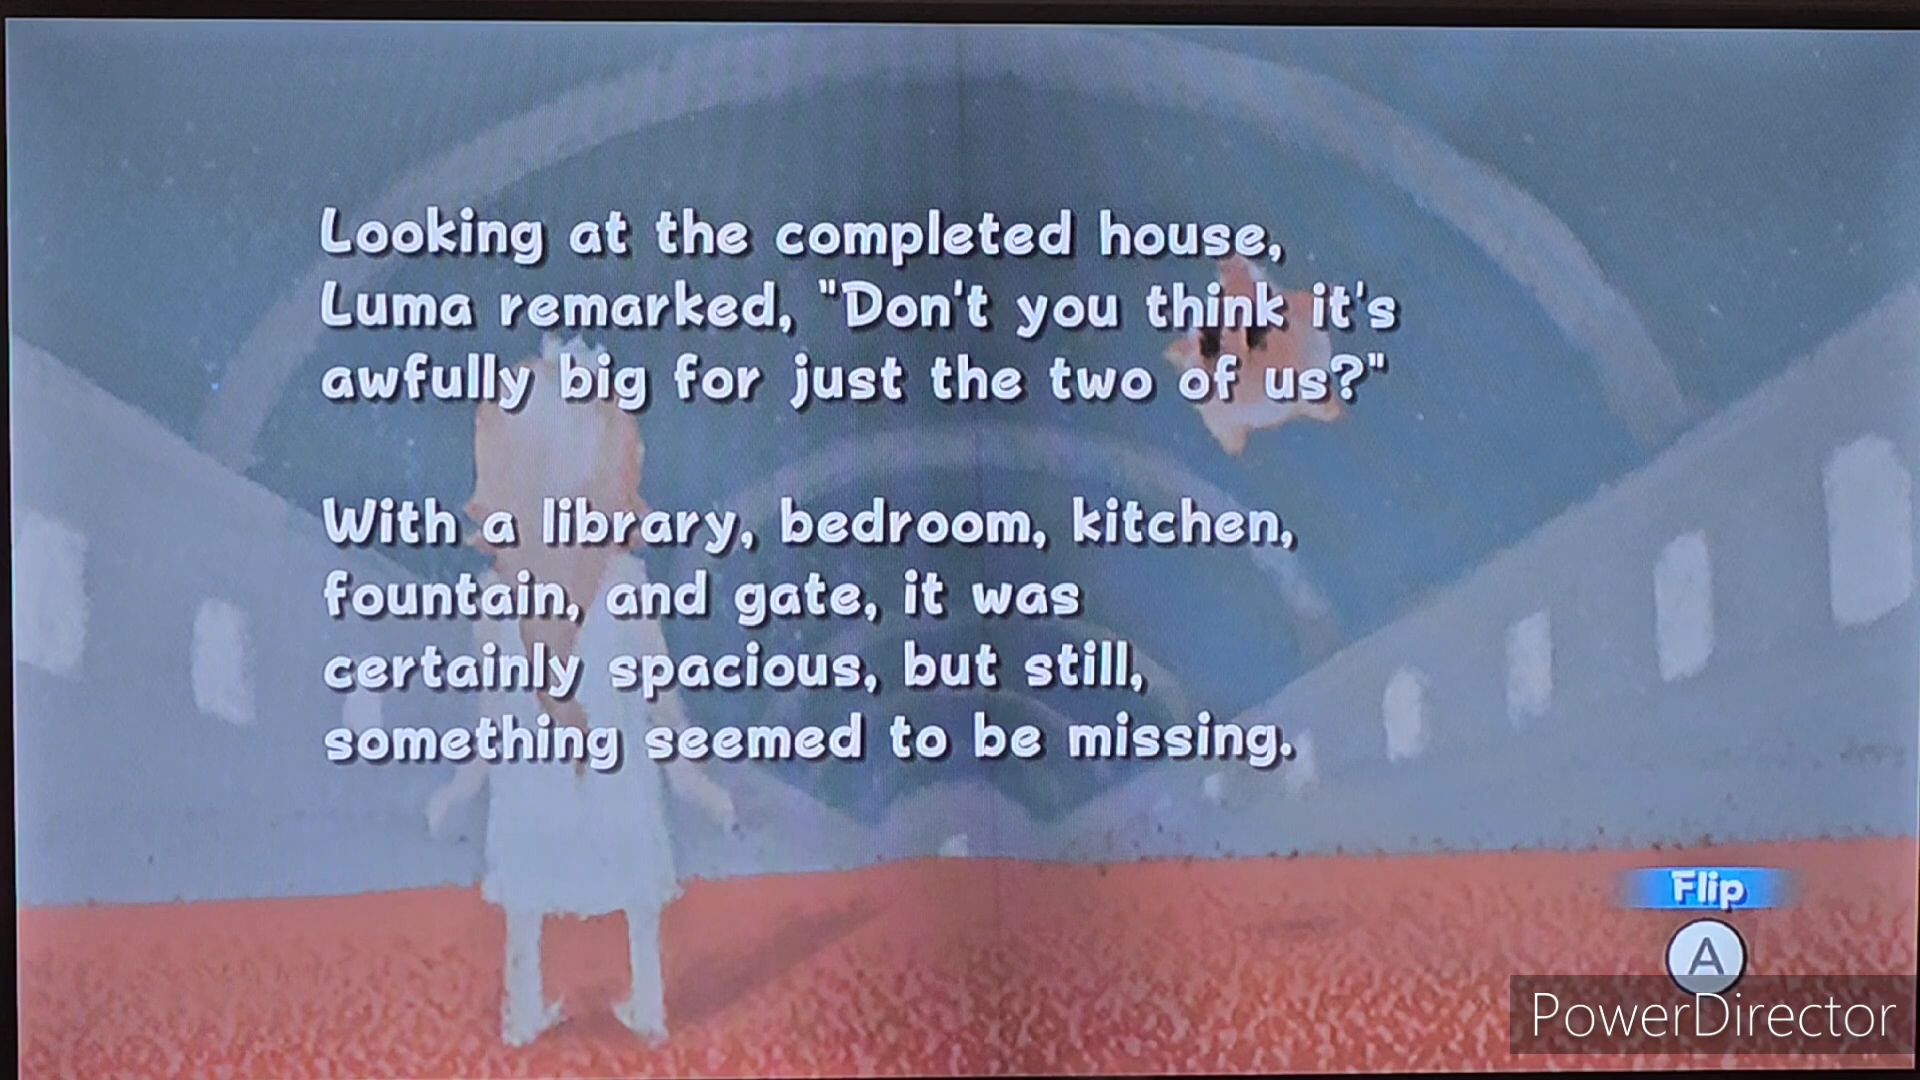 Looking at the completed house,
Luma remarked, "Don't you think it's
awfully big for just the two of us?"
With a library, bedroom, kitchen,
fountain, and gate, it was
certainly spacious, but still,
something seemed to be missing.
Flip
A
PowerDirector